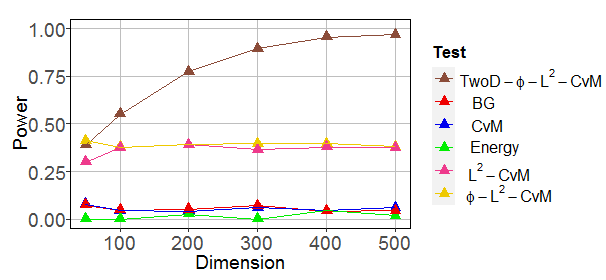 Power
1.00
0.75
0.50
0.25
0.00
100 200 300 400 500
Dimension
Test
TwoD – ϕ – L² – CvM
BG
CvM
Energy
L² – CvM
ϕ – L² – CvM